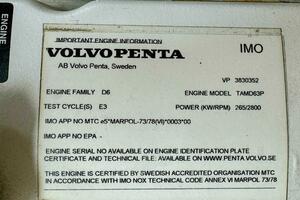 ENGINE
IMPORTANT ENGINE INFORMATION
VOLVO PENTA IMO
AB Volvo Penta, Sweden
VP 3830352
ENGINE FAMILY D6 ENGINE TYPE TAMD63P
TEST CYCLE(S) E3 POWER (KW/RPM) 265/2800
IMO APP NO MTC e5*MARPOL-73/78(VI)*0003*00
IMO APP NO EPA -
ENGINE SERIAL NO AVAILABLE ON ENGINE IDENTIFICATION PLATE
CERTIFICATE AND TECHNICAL FILE: AVAILABLE ON WWW.PENTA.VOLVO.SE
THIS ENGINE IS CERTIFIED BY SWEDISH ACCREDITED ORGANISATION MTC
IN ACCORDANCE WITH IMO NOX TECHNICAL CODE ANNEX VI MARPOL 73/78